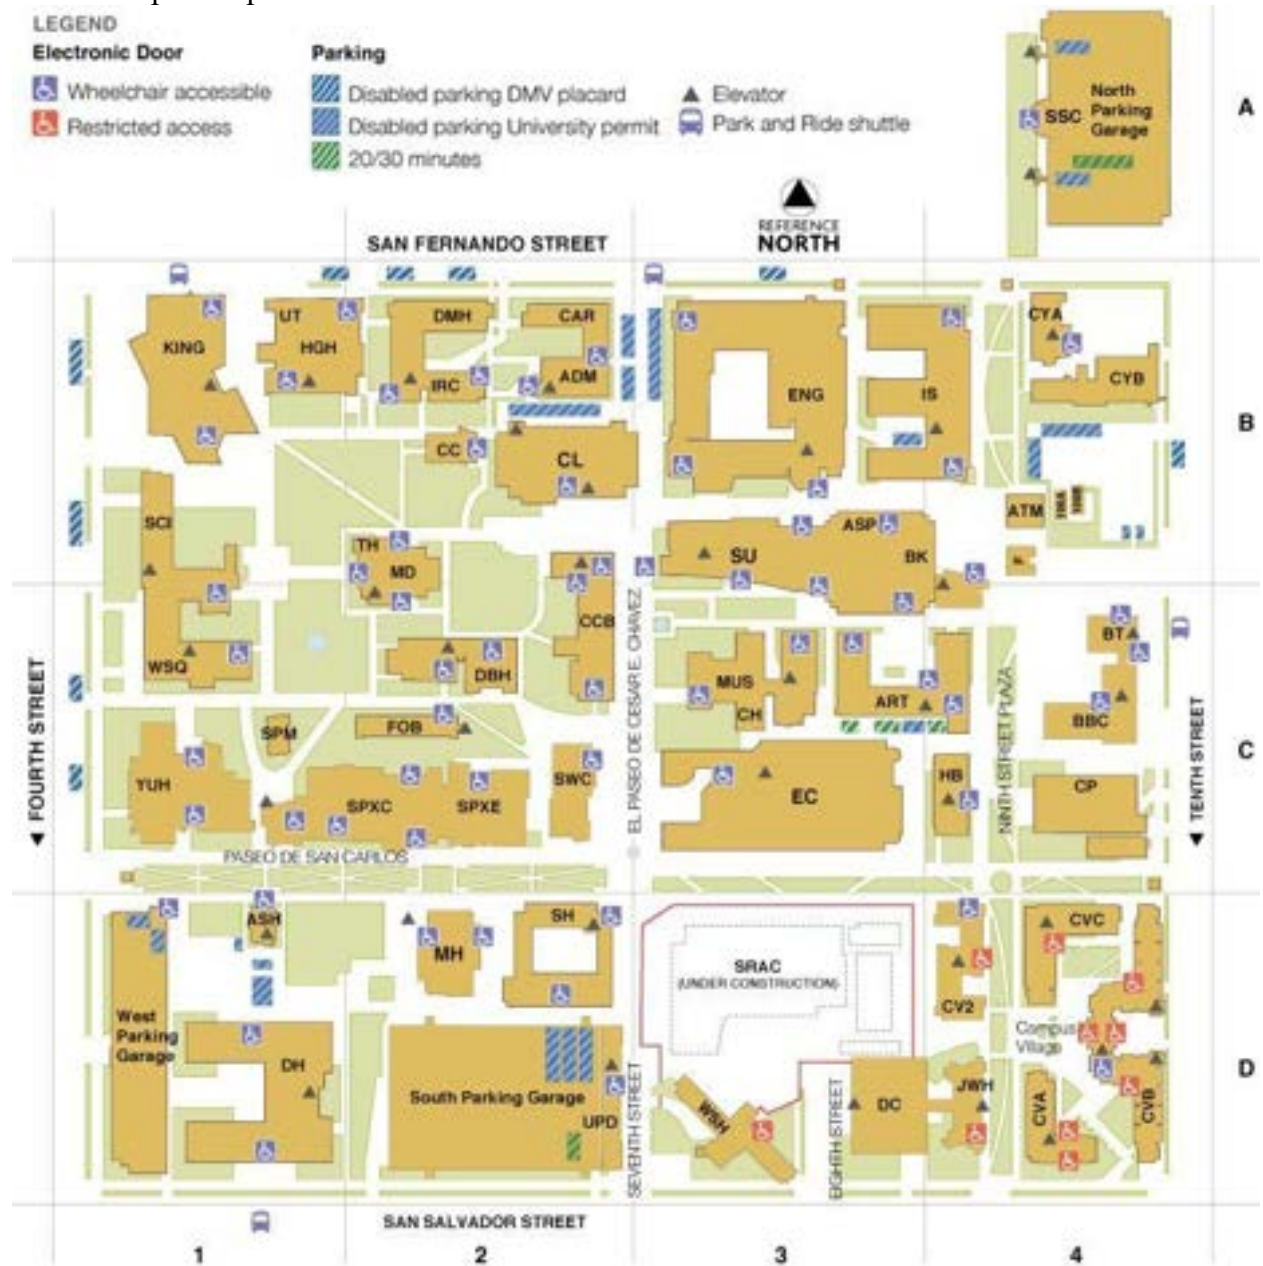 LEGEND
Electronic Door
Wheelchair accessible
Restricted access
Parking
Disabled parking DMV placard
Disabled parking University permit
20/30 minutes
Elevator
Park and Ride shuttle
North
Parking
Garage
SSC
A
REFERENCE
NORTH
SAN FERNANDO STREET
KING
UT
HGH
DMH
CAR
IRC
ADM
CC
CL
ENG
IS
CYA
CYB
B
SCI
TH
MD
SU
ASP
BK
ATM
CCB
WSQ
DBH
MUS
CH
ART
BT
BBC
FOURTH STREET
EL PASEO DE CESAR E. CHAVEZ
NINTH STREET PLAZA
TENTH STREET
C
SPM
FOB
YUH
SPXC
SPXE
SWC
EC
HB
CP
PASEO DE SAN CARLOS
ASH
MH
SH
SRAC
(UNDER CONSTRUCTION)
CVC
CV2
West
Parking
Garage
Campus
Village
DH
South Parking Garage
UPD
SEVENTH STREET
WSH
EIGHTH STREET
DC
JWH
CVA
CVB
D
SAN SALVADOR STREET
1
2
3
4